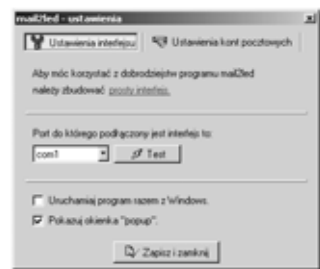 mail2led - ustawienia
Ustawienia interfejsu
Ustawienia kont pocztowych
Aby móc korzystać z dobrodziejstw programu mail2led
należy zbudować prosty interfejs.
Port do którego podłączony jest interfejs to:
com1
Test
Uruchamiaj program razem z Windows.
Pokazuj okienka "popup".
Zapisz i zamknij